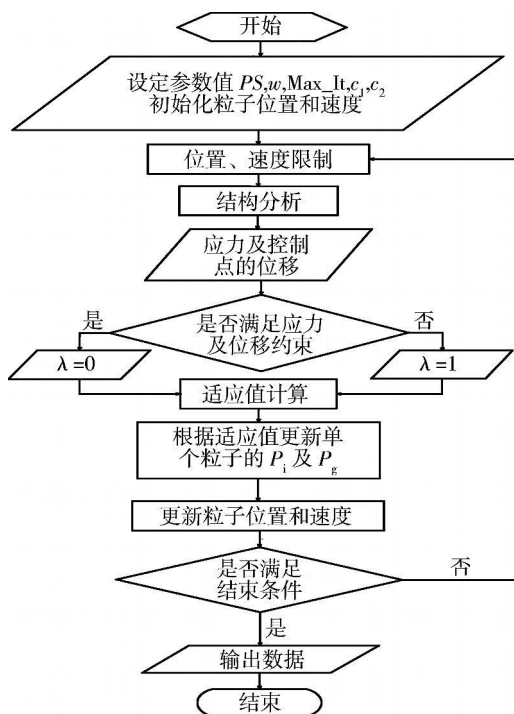 开始
设定参数值 PS,w,Max_It,c₁,c₂
初始化粒子位置和速度
位置、速度限制
结构分析
应力及控制
点的位移
是否满足应力
及位移约束
是
否
λ=0
λ=1
适应值计算
根据适应值更新单
个粒子的 Pᵢ 及 P_g
更新粒子位置和速度
是否满足
结束条件
否
是
输出数据
结束